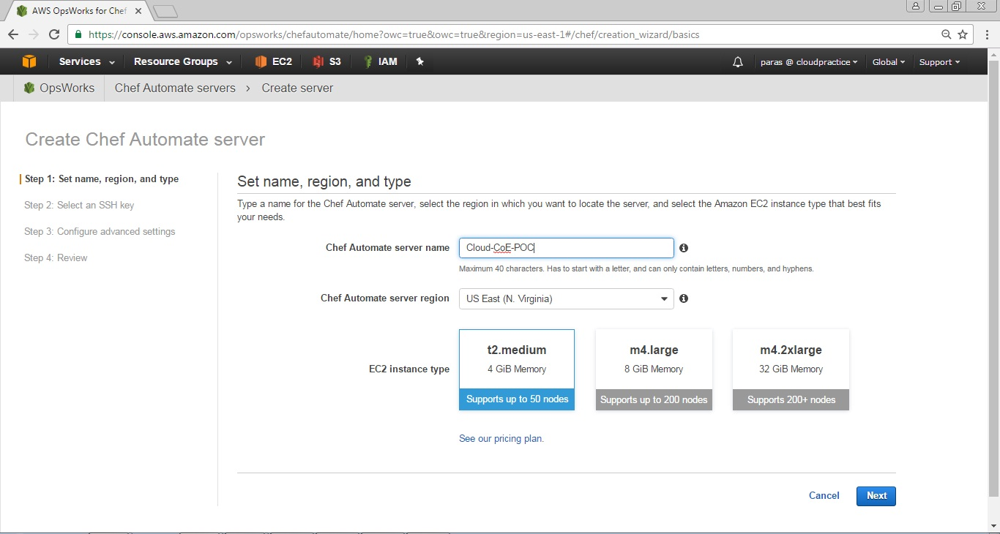 AWS OpsWorks for Chef
https://console.aws.amazon.com/opsworks/chefautomate/home?owc=true&owc=true&region=us-east-1#/chef/creation_wizard/basics
Services Resource Groups EC2 S3 IAM paras @ cloudpractice Global Support
OpsWorks Chef Automate servers › Create server
Create Chef Automate server
Step 1: Set name, region, and type
Step 2: Select an SSH key
Step 3: Configure advanced settings
Step 4: Review
Set name, region, and type
Type a name for the Chef Automate server, select the region in which you want to locate the server, and select the Amazon EC2 instance type that best fits
your needs.
Chef Automate server name Cloud-CoE-POC
Maximum 40 characters. Has to start with a letter, and can only contain letters, numbers, and hyphens.
Chef Automate server region US East (N. Virginia)
EC2 instance type
t2.medium
4 GiB Memory
Supports up to 50 nodes
m4.large
8 GiB Memory
Supports up to 200 nodes
m4.2xlarge
32 GiB Memory
Supports 200+ nodes
See our pricing plan.
Cancel Next